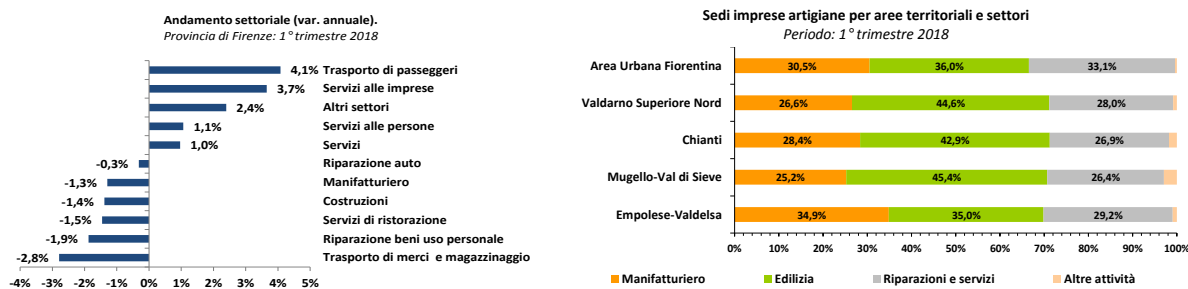 Andamento settoriale (var. annuale).
Provincia di Firenze: 1° trimestre 2018
4,1% Trasporto di passeggeri
3,7% Servizi alle imprese
2,4% Altri settori
1,1% Servizi alle persone
1,0% Servizi
-0,3% Riparazione auto
-1,3% Manifatturiero
-1,4% Costruzioni
-1,5% Servizi di ristorazione
-1,9% Riparazione beni uso personale
-2,8% Trasporto di merci e magazzinaggio
-4% -3% -2% -1% 0% 1% 2% 3% 4% 5%
Sedi imprese artigiane per aree territoriali e settori
Periodo: 1° trimestre 2018
Area Urbana Fiorentina 30,5% 36,0% 33,1%
Valdarno Superiore Nord 26,6% 44,6% 28,0%
Chianti 28,4% 42,9% 26,9%
Mugello-Val di Sieve 25,2% 45,4% 26,4%
Empolese-Valdelsa 34,9% 35,0% 29,2%
0% 10% 20% 30% 40% 50% 60% 70% 80% 90% 100%
Manifatturiero Edilizia Riparazioni e servizi Altre attività